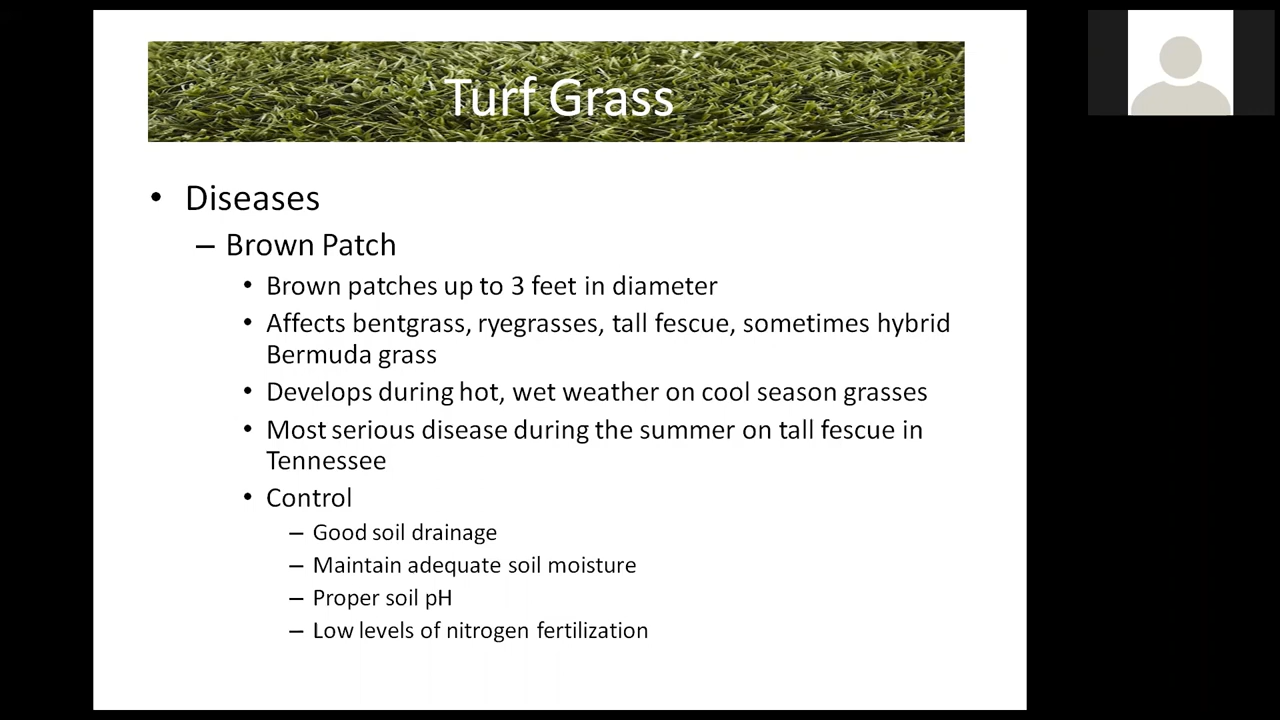 Turf Grass
• Diseases
– Brown Patch
• Brown patches up to 3 feet in diameter
• Affects bentgrass, ryegrasses, tall fescue, sometimes hybrid
Bermuda grass
• Develops during hot, wet weather on cool season grasses
• Most serious disease during the summer on tall fescue in
Tennessee
• Control
– Good soil drainage
– Maintain adequate soil moisture
– Proper soil pH
– Low levels of nitrogen fertilization